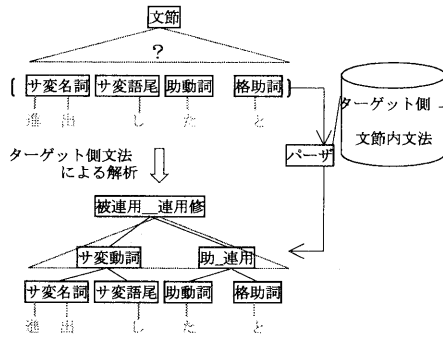 文節
?
サ変名詞 サ変語尾 助動詞 格助詞
進 出 し た と
ターゲット側
文節内文法
パーザ
ターゲット側文法
による解析
被連用__連用修
サ変動詞 助_連用
サ変名詞 サ変語尾 助動詞 格助詞
進 出 し た と